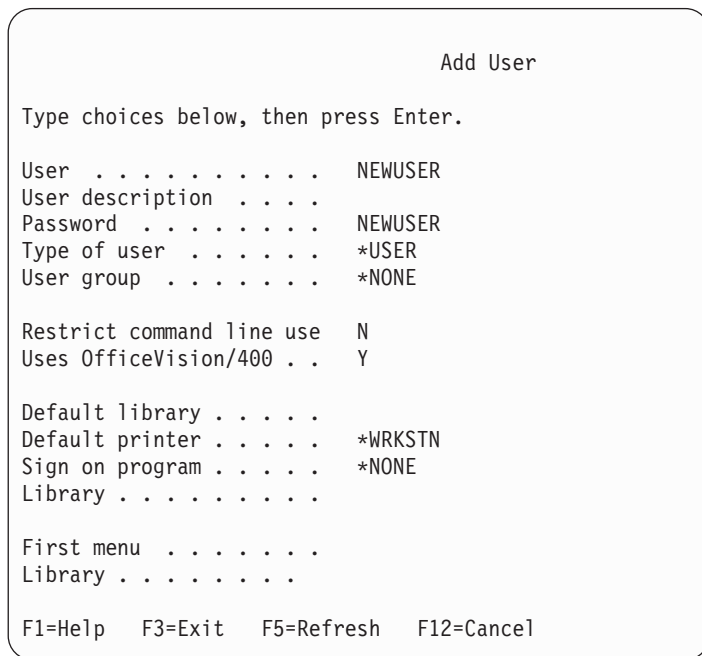 Add User
Type choices below, then press Enter.
User . . . . . . . . . . NEWUSER
User description . . . .
Password . . . . . . . . NEWUSER
Type of user . . . . . . *USER
User group . . . . . . . *NONE
Restrict command line use N
Uses OfficeVision/400 . . Y
Default library . . . . .
Default printer . . . . . *WRKSTN
Sign on program . . . . . *NONE
Library . . . . . . . . .
First menu . . . . . . .
Library . . . . . . . .
F1=Help F3=Exit F5=Refresh F12=Cancel